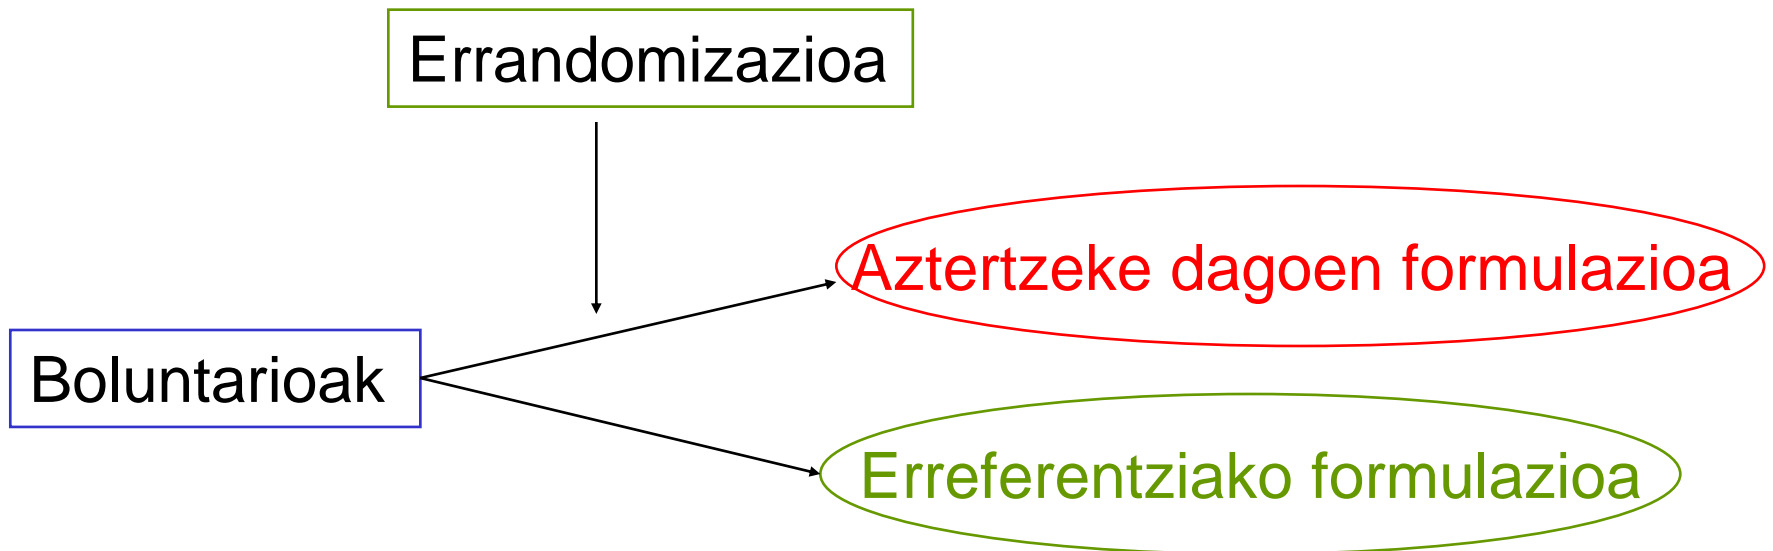 Errandomizazioa
Aztertzeke dagoen formulazioa
Boluntarioak
Erreferentziako formulazioa